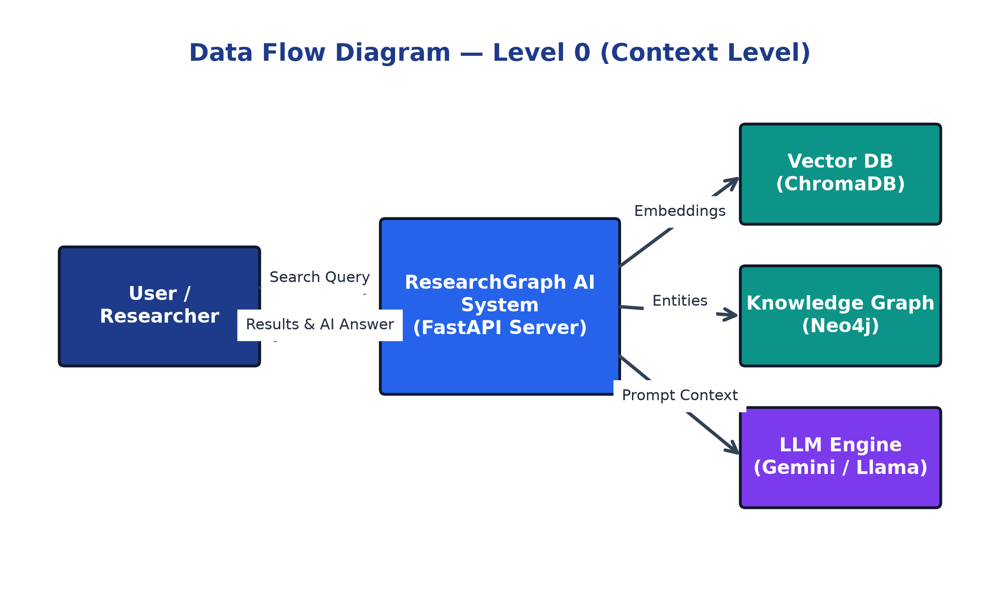 Data Flow Diagram — Level 0 (Context Level)
User /
Researcher
Search Query
Results & AI Answer
ResearchGraph AI
System
(FastAPI Server)
Embeddings
Entities
Prompt Context
Vector DB
(ChromaDB)
Knowledge Graph
(Neo4j)
LLM Engine
(Gemini / Llama)